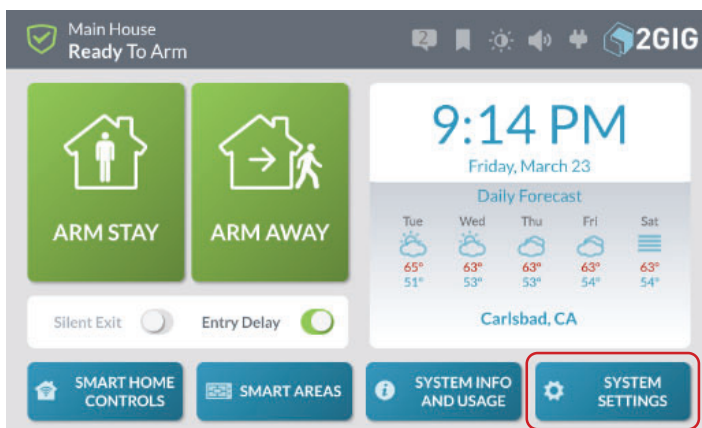 Main House
Ready To Arm
2
2GIG
ARM STAY
ARM AWAY
9:14 PM
Friday, March 23
Daily Forecast
Tue Wed Thu Fri Sat
65° 63° 63° 63° 63°
51° 53° 53° 54° 54°
Carlsbad, CA
Silent Exit
Entry Delay
SMART HOME
CONTROLS
SMART AREAS
SYSTEM INFO
AND USAGE
SYSTEM
SETTINGS